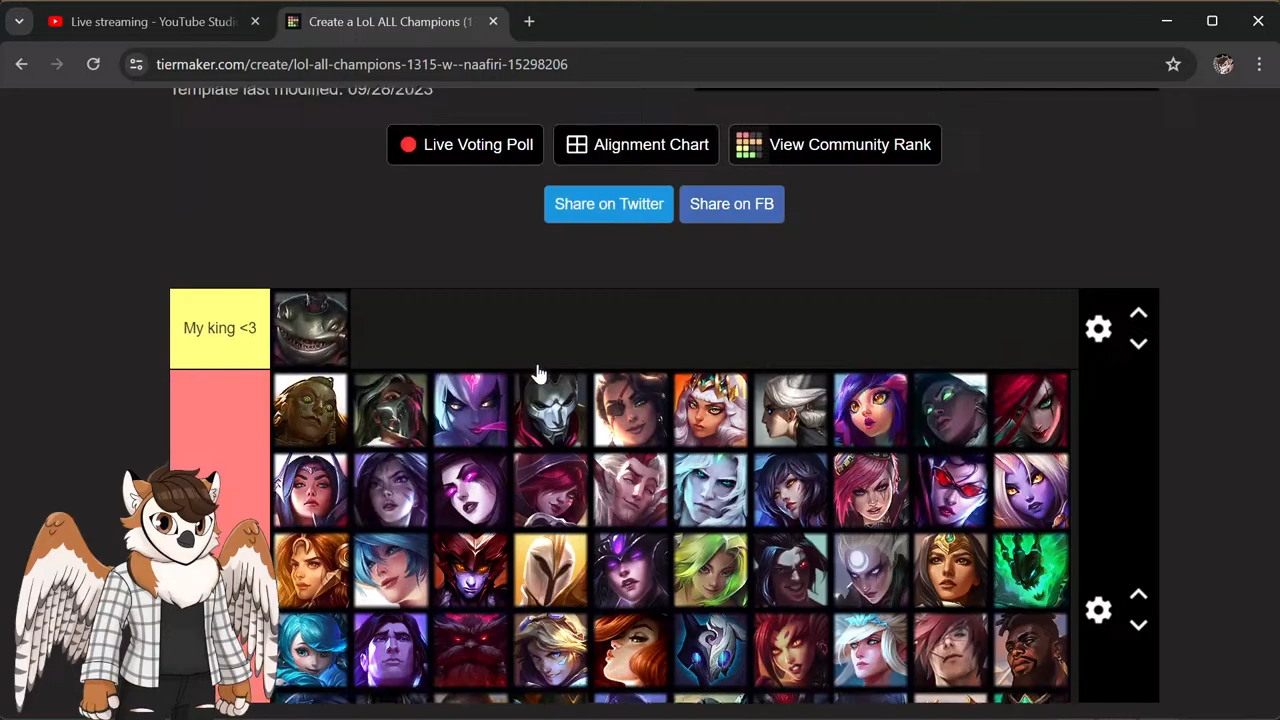 Live streaming - YouTube Studi
Create a LoL ALL Champions (1
tiermaker.com/create/lol-all-champions-1315-w--naafiri-15298206
Template last modified: 09/28/2023
Live Voting Poll
Alignment Chart
View Community Rank
Share on Twitter
Share on FB
My king <3